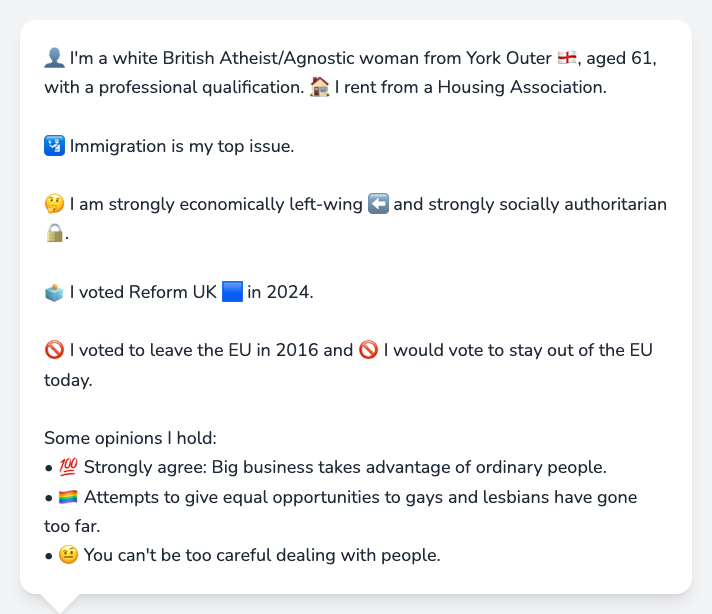 👤 I'm a white British Atheist/Agnostic woman from York Outer 🏴󠁧󠁢󠁥󠁮󠁧󠁿, aged 61,
with a professional qualification. 🏠 I rent from a Housing Association.
🛂 Immigration is my top issue.
🤔 I am strongly economically left-wing ⬅️ and strongly socially authoritarian
🔒.
🗳️ I voted Reform UK 🟦 in 2024.
🚫 I voted to leave the EU in 2016 and 🚫 I would vote to stay out of the EU
today.
Some opinions I hold:
• 💯 Strongly agree: Big business takes advantage of ordinary people.
• 🏳️‍🌈 Attempts to give equal opportunities to gays and lesbians have gone
too far.
• 🤨 You can't be too careful dealing with people.